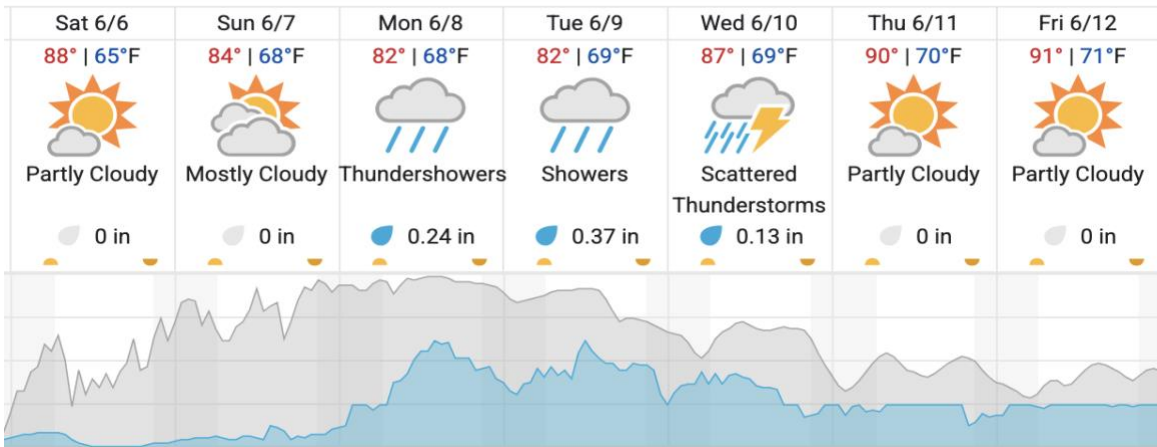 Sat 6/6 Sun 6/7 Mon 6/8 Tue 6/9 Wed 6/10 Thu 6/11 Fri 6/12
88° | 65°F 84° | 68°F 82° | 68°F 82° | 69°F 87° | 69°F 90° | 70°F 91° | 71°F
Partly Cloudy Mostly Cloudy Thundershowers Showers Scattered Partly Cloudy Partly Cloudy
Thunderstorms
0 in 0 in 0.24 in 0.37 in 0.13 in 0 in 0 in